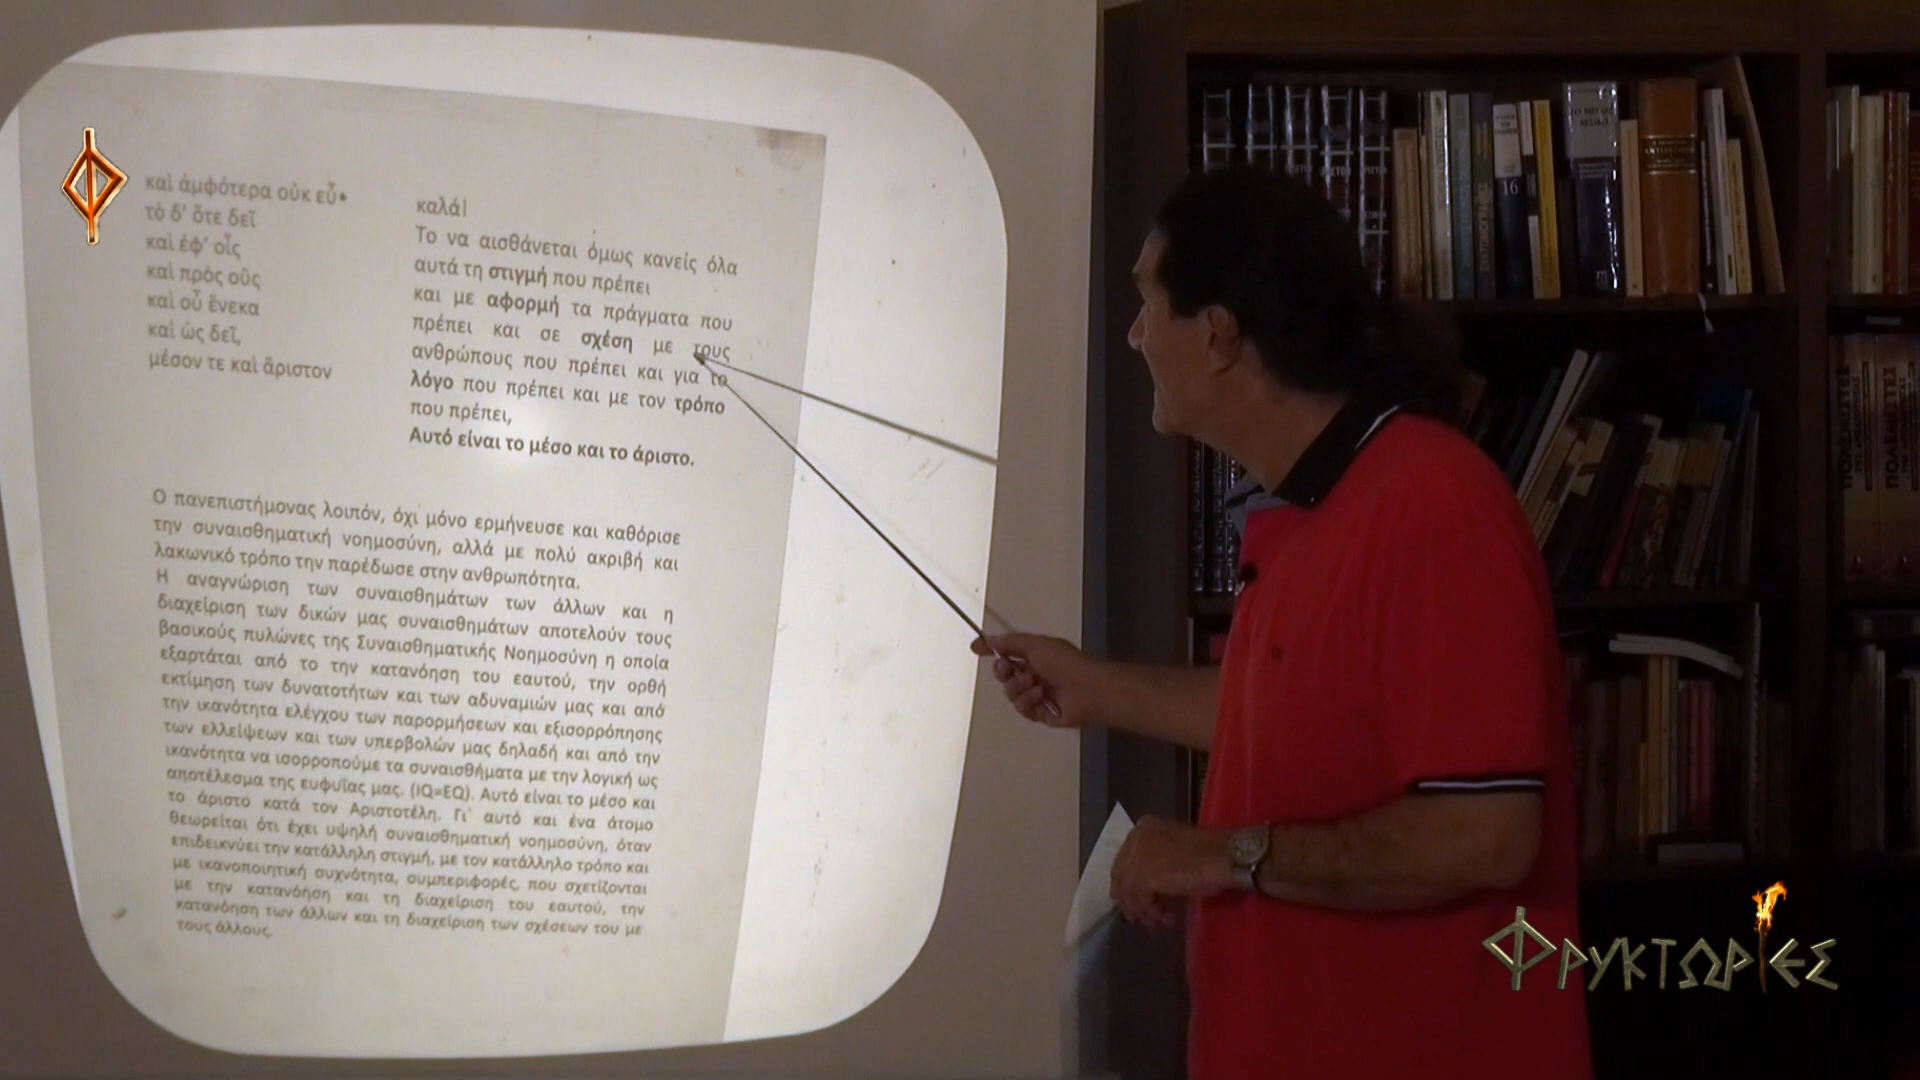 καὶ ἀμφότερα οὐκ εὖ•
τὸ δ' ὅτε δεῖ
καὶ ἐφ' οἷς
καὶ πρὸς οὓς
καὶ οὗ ἕνεκα
καὶ ὡς δεῖ,
μέσον τε καὶ ἄριστον
καλά|
Το να αισθάνεται όμως κανείς όλα
αυτά τη στιγμή που πρέπει
και με αφορμή τα πράγματα που
πρέπει και σε σχέση με τους
ανθρώπους που πρέπει και για το
λόγο που πρέπει και με τον τρόπο
που πρέπει,
Αυτό είναι το μέσο και το άριστο.
Ο πανεπιστήμονας λοιπόν, όχι μόνο ερμήνευσε και καθόρισε
την συναισθηματική νοημοσύνη, αλλά με πολύ ακριβή και
λακωνικό τρόπο την παρέδωσε στην ανθρωπότητα.
Η αναγνώριση των συναισθημάτων των άλλων και η
διαχείριση των δικών μας συναισθημάτων αποτελούν τους
βασικούς πυλώνες της Συναισθηματικής Νοημοσύνη η οποία
εξαρτάται από το την κατανόηση του εαυτού, την ορθή
εκτίμηση των δυνατοτήτων και των αδυναμιών μας και από
την ικανότητα ελέγχου των παρορμήσεων και εξισορρόπησης
των ελλείψεων και των υπερβολών μας δηλαδή και από την
ικανότητα να ισορροπούμε τα συναισθήματα με την λογική ως
αποτέλεσμα της ευφυΐας μας. (IQ=EQ). Αυτό είναι το μέσο και
το άριστο κατά τον Αριστοτέλη. Γι' αυτό και ένα άτομο
θεωρείται ότι έχει υψηλή συναισθηματική νοημοσύνη, όταν
επιδεικνύει την κατάλληλη στιγμή, με τον κατάλληλο τρόπο και
με ικανοποιητική συχνότητα, συμπεριφορές, που σχετίζονται
με την κατανόηση και τη διαχείριση του εαυτού, την
κατανόηση των άλλων και τη διαχείριση των σχέσεων του με
τους άλλους.
16
ΦΡΥΚΤΩΡΙΕΣ